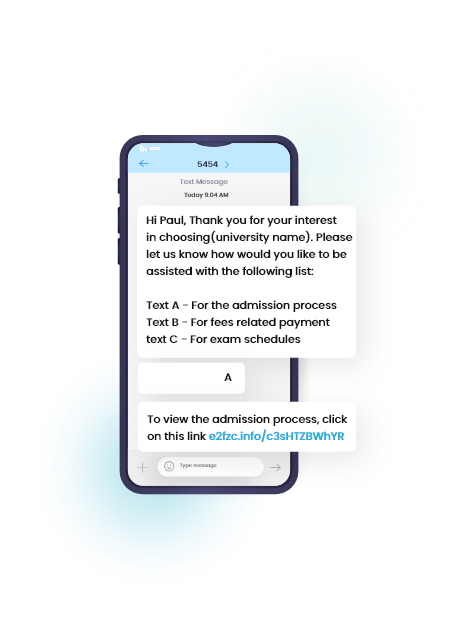 5454
Text Message
Today 9.04 AM
Hi Paul, Thank you for your interest
in choosing(university name). Please
let us know how would you like to be
assisted with the following list:
Text A - For the admission process
Text B - For fees related payment
text C - For exam schedules
A
To view the admission process, click
on this link e2fzc.info/c3sHTZBWhYR
Type message